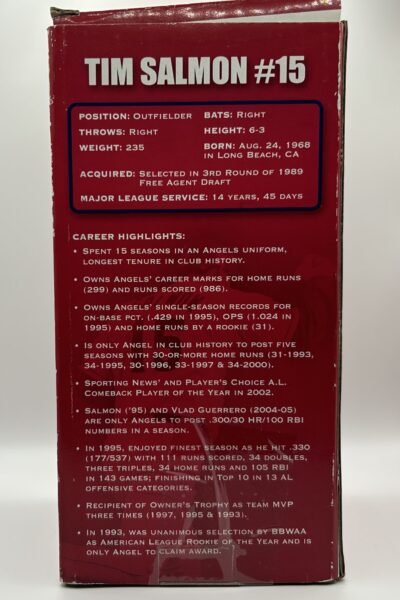 TIM SALMON #15
POSITION: OUTFIELDER BATS: RIGHT
THROWS: RIGHT HEIGHT: 6-3
WEIGHT: 235 BORN: AUG. 24, 1968
IN LONG BEACH, CA
ACQUIRED: SELECTED IN 3RD ROUND OF 1989
FREE AGENT DRAFT
MAJOR LEAGUE SERVICE: 14 YEARS, 45 DAYS
CAREER HIGHLIGHTS:
• SPENT 15 SEASONS IN AN ANGELS UNIFORM,
LONGEST TENURE IN CLUB HISTORY.
• OWNS ANGELS' CAREER MARKS FOR HOME RUNS
(299) AND RUNS SCORED (986).
• OWNS ANGELS' SINGLE-SEASON RECORDS FOR
ON-BASE PCT. (.429 IN 1995), OPS (1.024 IN
1995) AND HOME RUNS BY A ROOKIE (31).
• IS ONLY ANGEL IN CLUB HISTORY TO POST FIVE
SEASONS WITH 30-OR-MORE HOME RUNS (31-1993,
34-1995, 30-1996, 33-1997 & 34-2000).
• SPORTING NEWS' AND PLAYER'S CHOICE A.L.
COMEBACK PLAYER OF THE YEAR IN 2002.
• SALMON ('95) AND VLAD GUERRERO (2004-05)
ARE ONLY ANGELS TO POST .300/30 HR/100 RBI
NUMBERS IN A SEASON.
• IN 1995, ENJOYED FINEST SEASON AS HE HIT .330
(177/537) WITH 111 RUNS SCORED, 34 DOUBLES,
THREE TRIPLES, 34 HOME RUNS AND 105 RBI
IN 143 GAMES; FINISHING IN TOP 10 IN 13 AL
OFFENSIVE CATEGORIES.
• RECIPIENT OF OWNER'S TROPHY AS TEAM MVP
THREE TIMES (1997, 1995 & 1993).
• IN 1993, WAS UNANIMOUS SELECTION BY BBWAA
AS AMERICAN LEAGUE ROOKIE OF THE YEAR AND IS
ONLY ANGEL TO CLAIM AWARD.